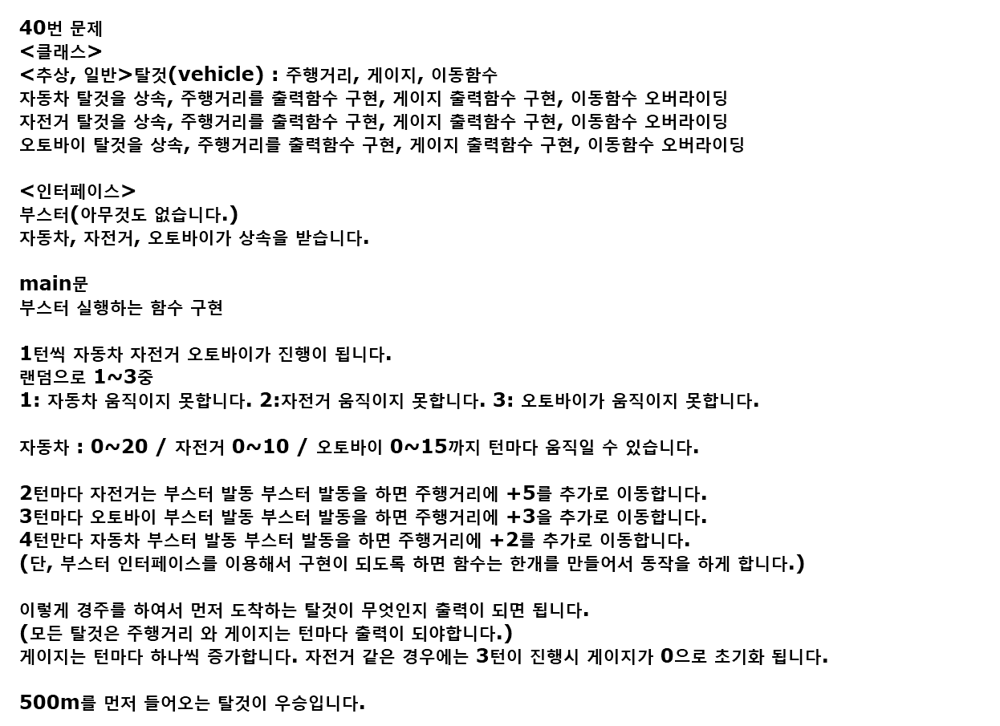 40번 문제
<클래스>
<추상, 일반>탈것(vehicle) : 주행거리, 게이지, 이동함수
자동차 탈것을 상속, 주행거리를 출력함수 구현, 게이지 출력함수 구현, 이동함수 오버라이딩
자전거 탈것을 상속, 주행거리를 출력함수 구현, 게이지 출력함수 구현, 이동함수 오버라이딩
오토바이 탈것을 상속, 주행거리를 출력함수 구현, 게이지 출력함수 구현, 이동함수 오버라이딩
<인터페이스>
부스터(아무것도 없습니다.)
자동차, 자전거, 오토바이가 상속을 받습니다.
main문
부스터 실행하는 함수 구현
1턴씩 자동차 자전거 오토바이가 진행이 됩니다.
랜덤으로 1~3중
1: 자동차 움직이지 못합니다. 2:자전거 움직이지 못합니다. 3: 오토바이가 움직이지 못합니다.
자동차 : 0~20 / 자전거 0~10 / 오토바이 0~15까지 턴마다 움직일 수 있습니다.
2턴마다 자전거는 부스터 발동 부스터 발동을 하면 주행거리에 +5를 추가로 이동합니다.
3턴마다 오토바이 부스터 발동 부스터 발동을 하면 주행거리에 +3을 추가로 이동합니다.
4턴만다 자동차 부스터 발동 부스터 발동을 하면 주행거리에 +2를 추가로 이동합니다.
(단, 부스터 인터페이스를 이용해서 구현이 되도록 하면 함수는 한개를 만들어서 동작을 하게 합니다.)
이렇게 경주를 하여서 먼저 도착하는 탈것이 무엇인지 출력이 되면 됩니다.
(모든 탈것은 주행거리 와 게이지는 턴마다 출력이 되야합니다.)
게이지는 턴마다 하나씩 증가합니다. 자전거 같은 경우에는 3턴이 진행시 게이지가 0으로 초기화 됩니다.
500m를 먼저 들어오는 탈것이 우승입니다.